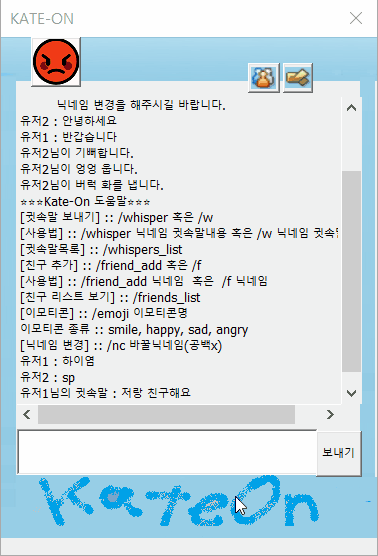 KATE-ON
닉네임 변경을 해주시길 바랍니다.
유저2 : 안녕하세요
유저1 : 반갑습니다
유저2님이 기뻐합니다.
유저2님이 엉엉 웁니다.
유저2님이 버럭 화를 냅니다.
☆☆☆Kate-On 도움말☆☆☆
[귓속말 보내기] :: /whisper 혹은 /w
[사용법] :: /whisper 닉네임 귓속말내용 혹은 /w 닉네임 귓속말
[귓속말목록] :: /whispers_list
[친구 추가] :: /friend_add 혹은 /f
[사용법] :: /friend_add 닉네임 혹은 /f 닉네임
[친구 리스트 보기] :: /friends_list
[이모티콘] :: /emoji 이모티콘명
이모티콘 종류 :: smile, happy, sad, angry
[닉네임 변경] :: /nc 바꿀닉네임(공백x)
유저1 : 하이염
유저2 : sp
유저1님의 귓속말 : 저랑 친구해요
보내기
KateOn